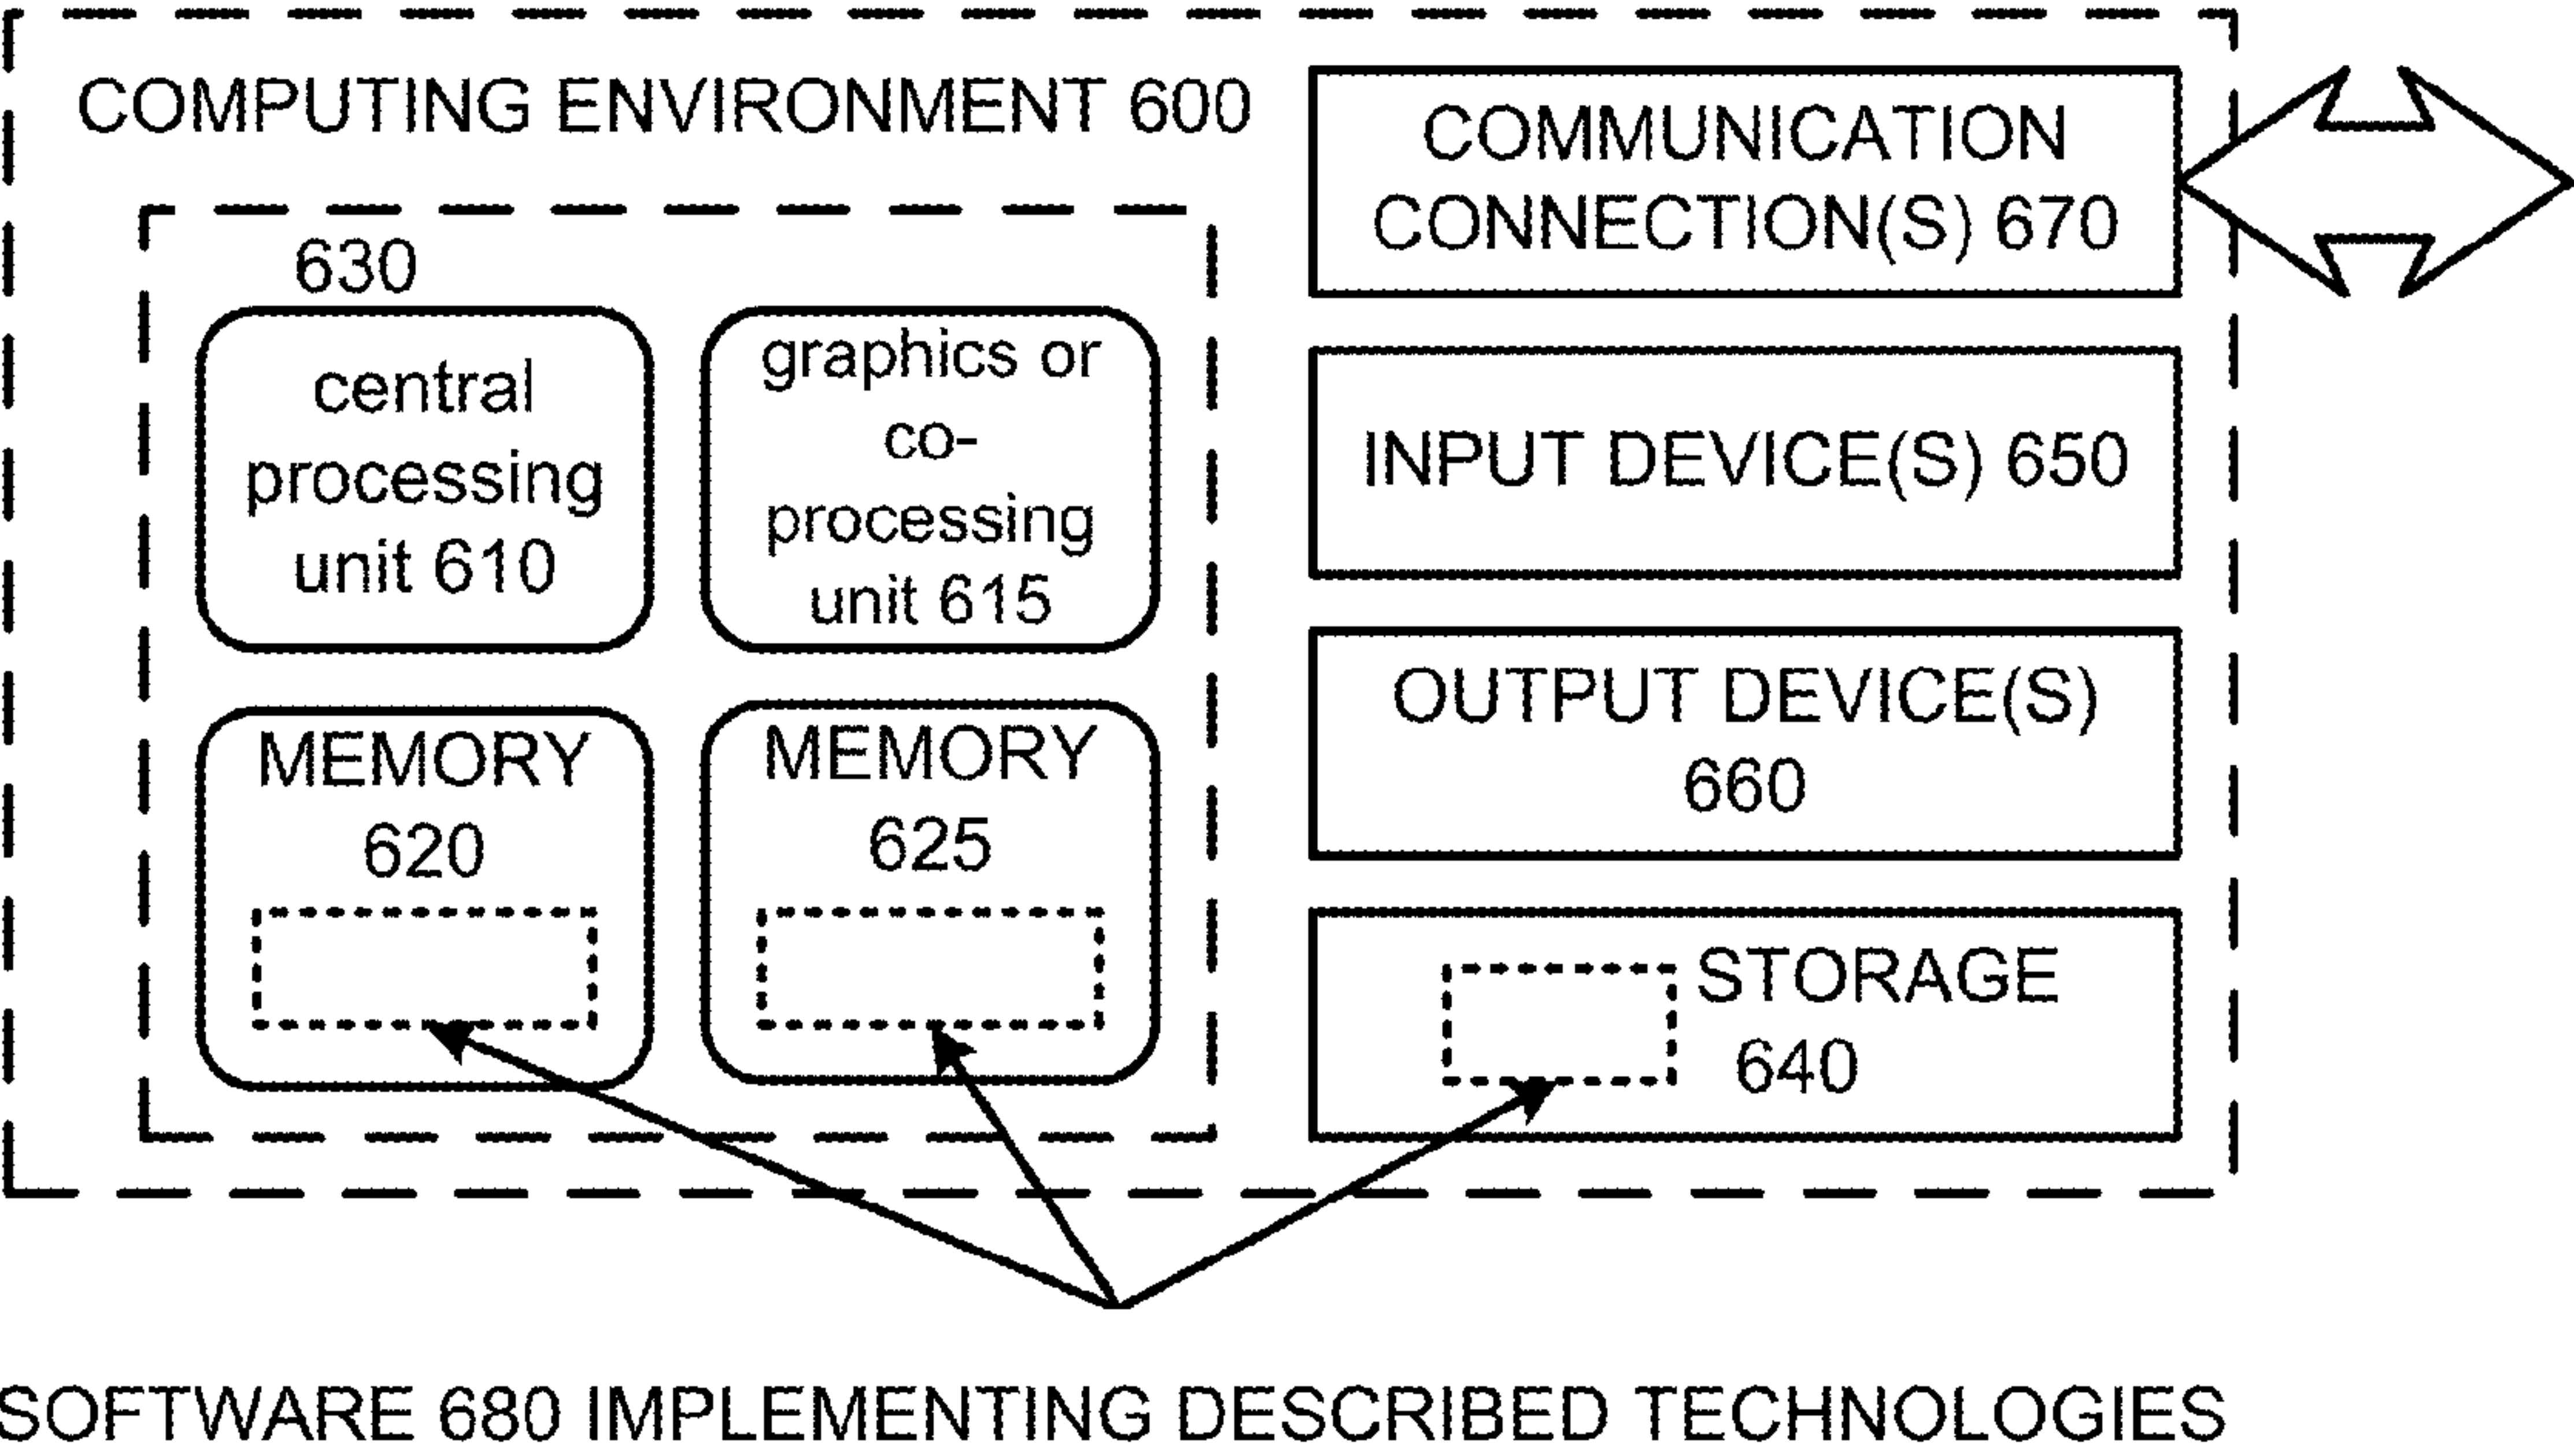 COMPUTING ENVIRONMENT 600
630
central
processing
unit 610
graphics or
co-
processing
unit 615
MEMORY
620
MEMORY
625
COMMUNICATION
CONNECTION(S) 670
INPUT DEVICE(S) 650
OUTPUT DEVICE(S)
660
STORAGE
640
SOFTWARE 680 IMPLEMENTING DESCRIBED TECHNOLOGIES